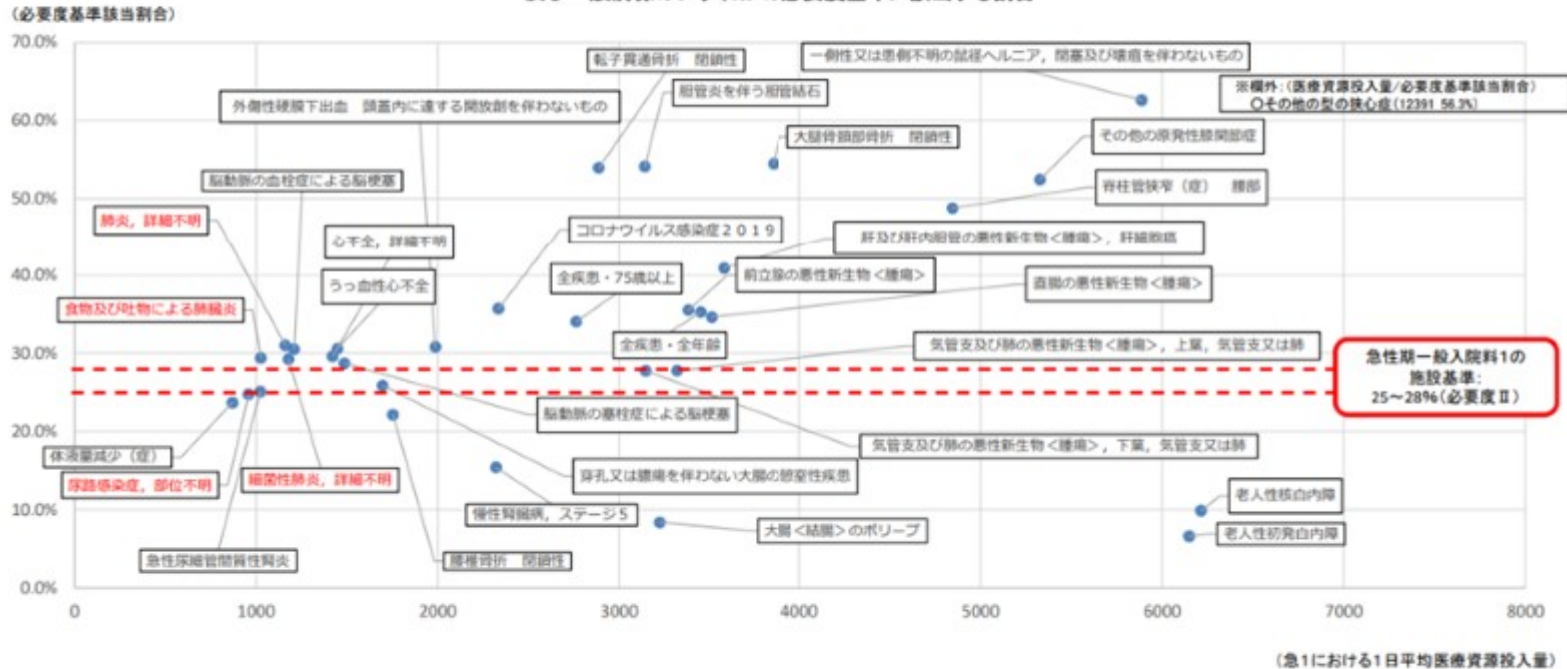 (必要度基準該当割合)
70.0%
60.0%
50.0%
40.0%
30.0%
20.0%
10.0%
0.0%
転子貫通骨折 閉鎖性
一側性又は患側不明の鼠径ヘルニア，閉塞及び壊疽を伴わないもの
胆管炎を伴う胆管結石
※欄外：(医療資源投入量/必要度基準該当割合)
○その他の型の狭心症(12391 56.3%)
外傷性硬膜下出血 頭蓋内に達する開放創を伴わないもの
大腿骨頚部骨折 閉鎖性
その他の原発性膝関節症
脳動脈の血栓症による脳梗塞
脊柱管狭窄（症） 腰部
肺炎，詳細不明
コロナウイルス感染症２０１９
心不全，詳細不明
肝及び肝内胆管の悪性新生物＜腫瘍＞，肝細胞癌
全疾患・75歳以上
前立腺の悪性新生物＜腫瘍＞
うっ血性心不全
直腸の悪性新生物＜腫瘍＞
食物及び吐物による肺臓炎
全疾患・全年齢
気管支及び肺の悪性新生物＜腫瘍＞，上葉，気管支又は肺
急性期一般入院料1の
施設基準：
25～28%(必要度Ⅱ)
脳動脈の塞栓症による脳梗塞
気管支及び肺の悪性新生物＜腫瘍＞，下葉，気管支又は肺
体液量減少（症）
尿路感染症，部位不明
細菌性肺炎，詳細不明
穿孔又は膿瘍を伴わない大腸の憩室性疾患
慢性腎臓病，ステージ５
大腸＜結腸＞のポリープ
老人性核白内障
老人性初発白内障
急性尿細管間質性腎炎
腰椎骨折 閉鎖性
0
1000
2000
3000
4000
5000
6000
7000
8000
(急1における1日平均医療資源投入量)